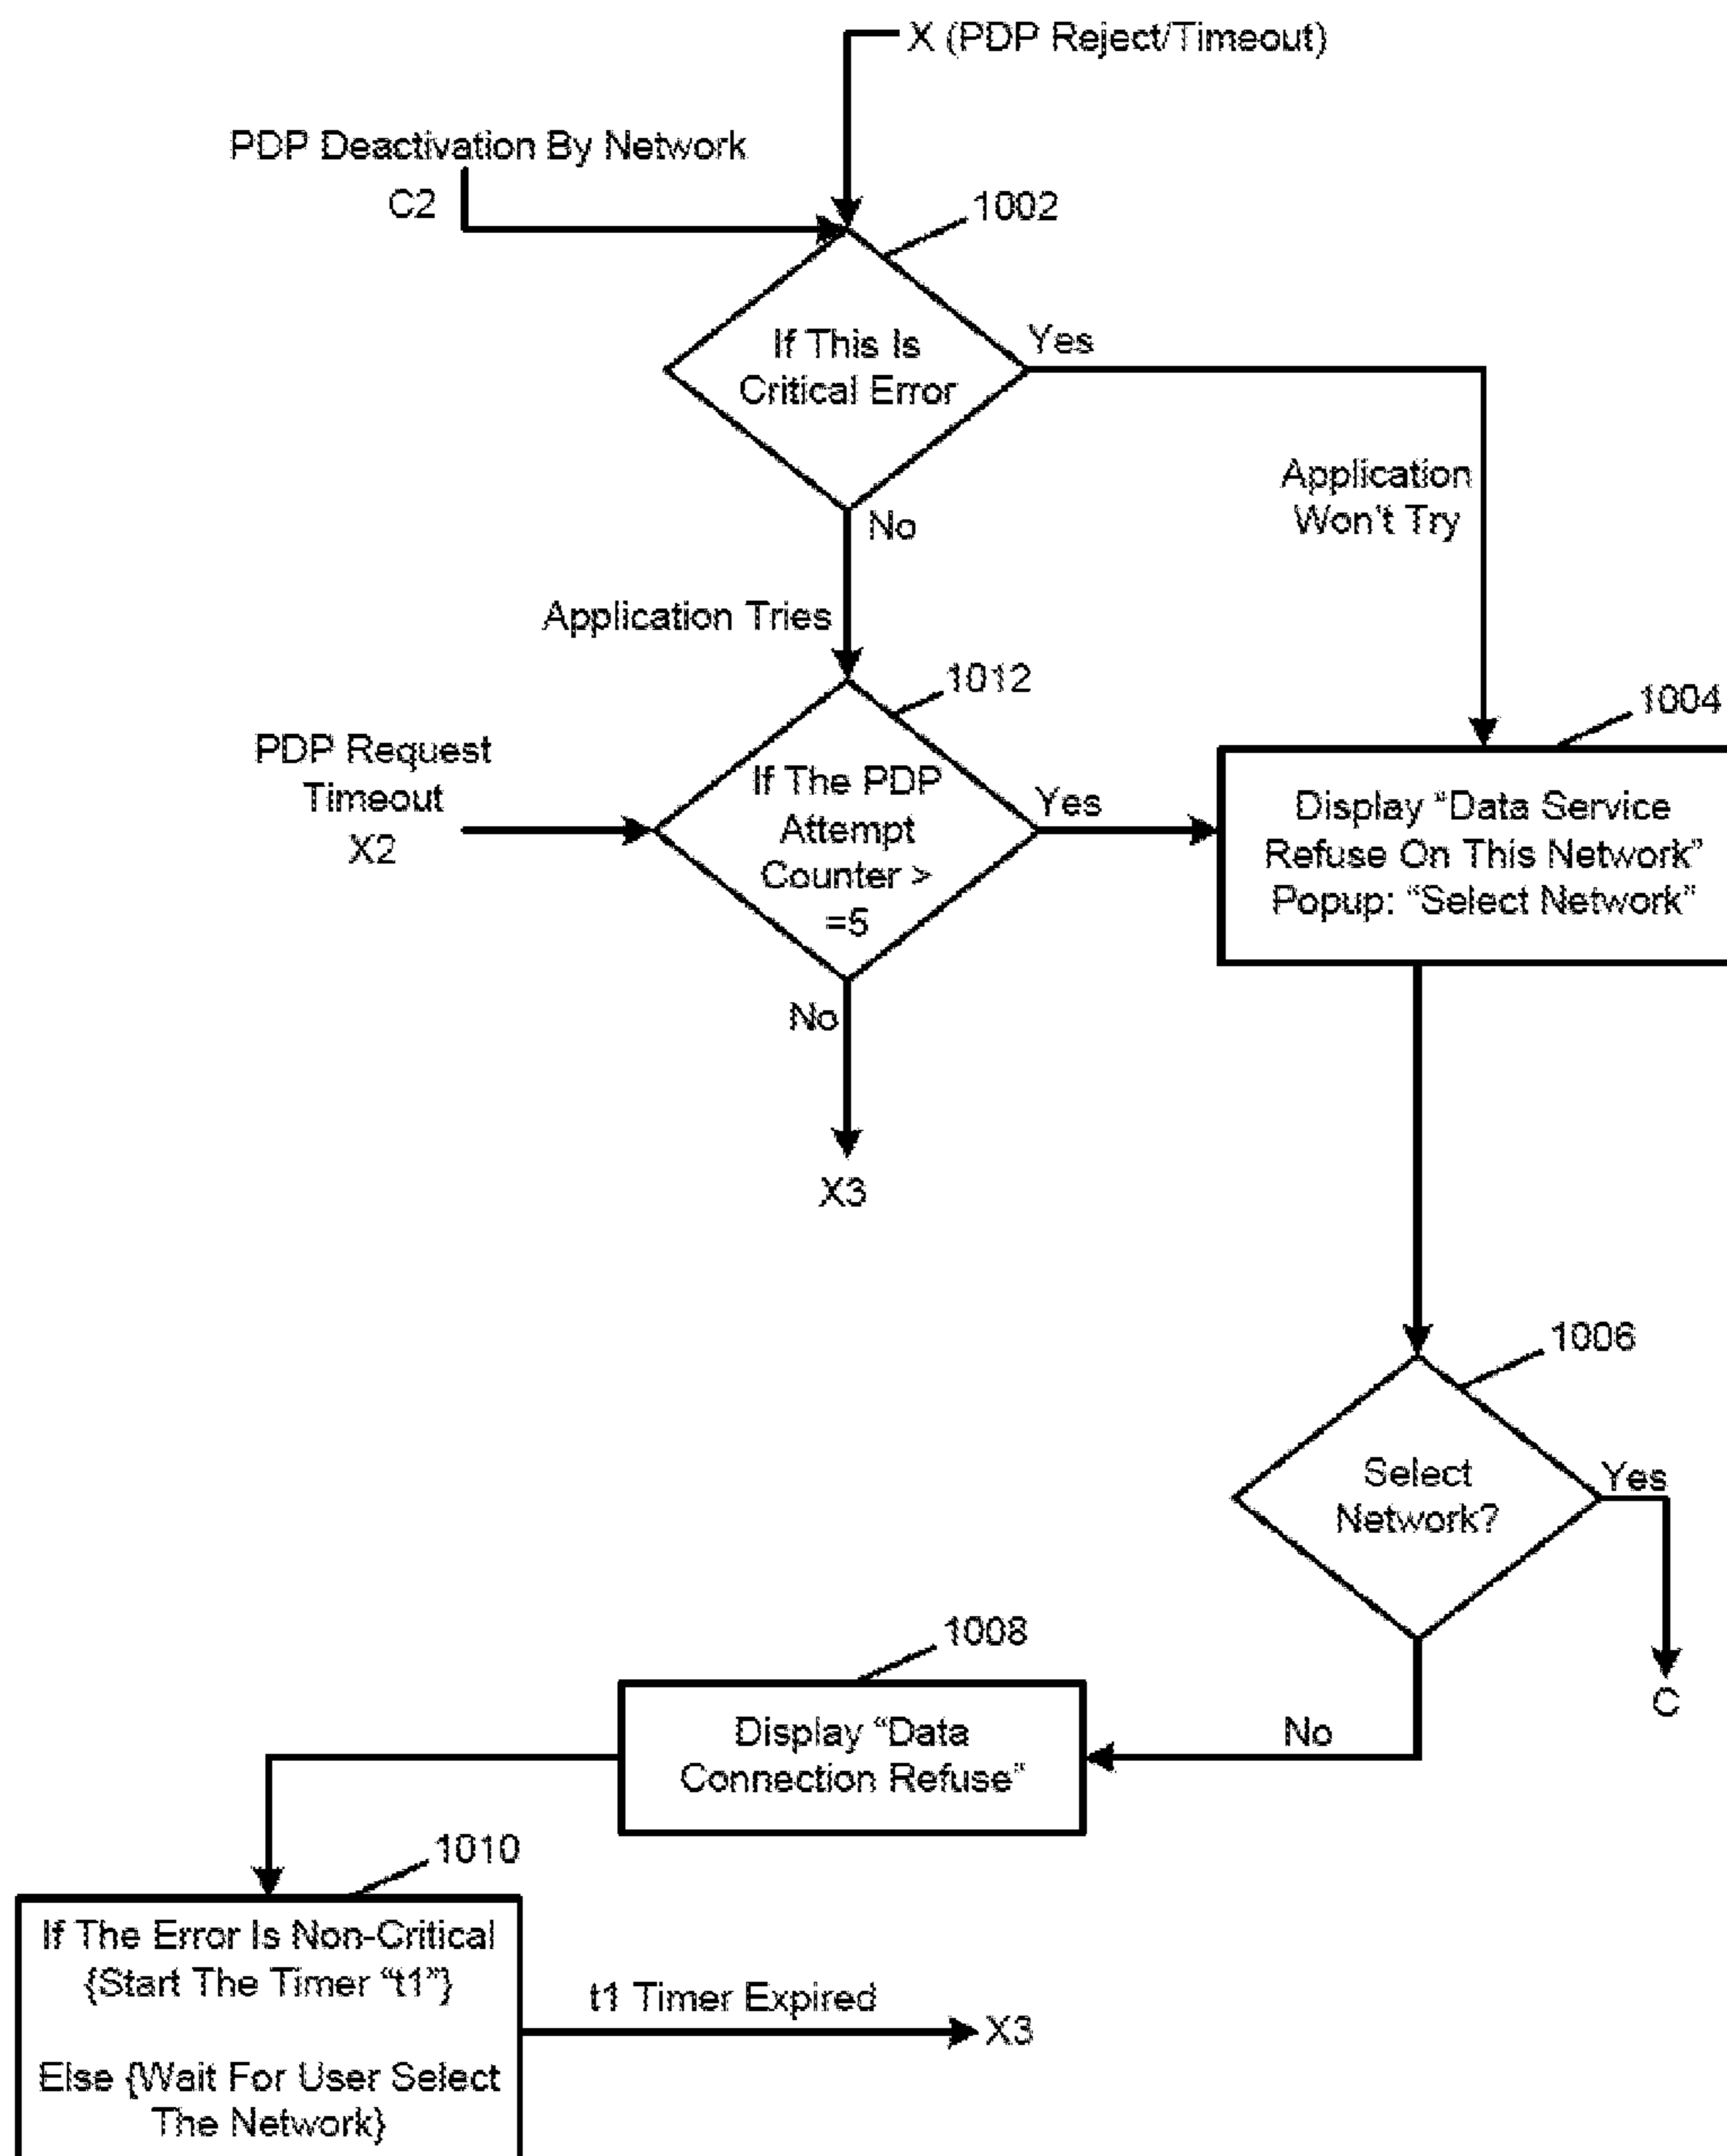 X (PDP Reject/Timeout)
PDP Deactivation By Network
C2
1002
If This Is
Critical Error
Yes
No
Application
Won't Try
Application Tries
1012
1004
PDP Request
Timeout
X2
If The PDP
Attempt
Counter >
=5
Yes
No
Display “Data Service
Refuse On This Network”
Popup: “Select Network”
X3
1006
Select
Network?
Yes
C
No
1008
Display “Data
Connection Refuse”
1010
If The Error Is Non-Critical
{Start The Timer “t1”}
Else {Wait For User Select
The Network}
t1 Timer Expired
X3